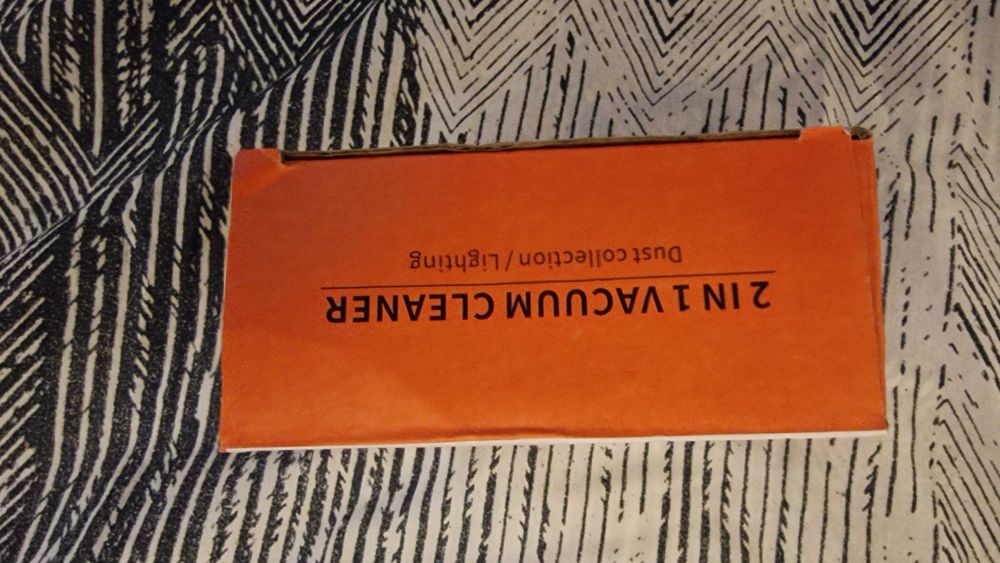 2 IN 1 VACUUM CLEANER
Dust collection / Lighting